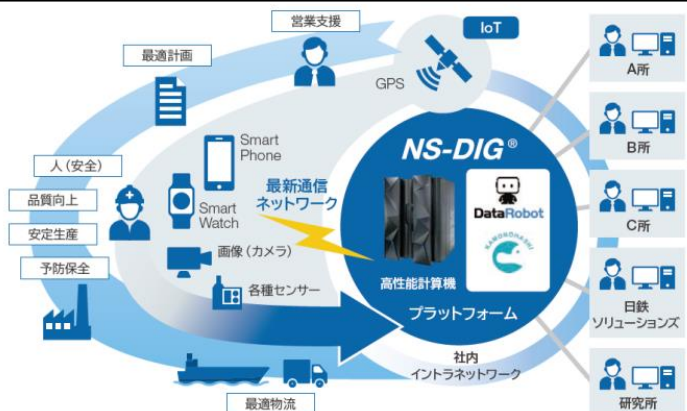 営業支援
IoT
最適計画
GPS
Smart
Phone
人（安全）
品質向上
安定生産
予防保全
Smart
Watch
最新通信
ネットワーク
画像（カメラ）
各種センサー
NS-DIG®
DataRobot
KAMONOHASHI
高性能計算機
プラットフォーム
社内
イントラネットワーク
最適物流
A所
B所
C所
日鉄
ソリューションズ
研究所